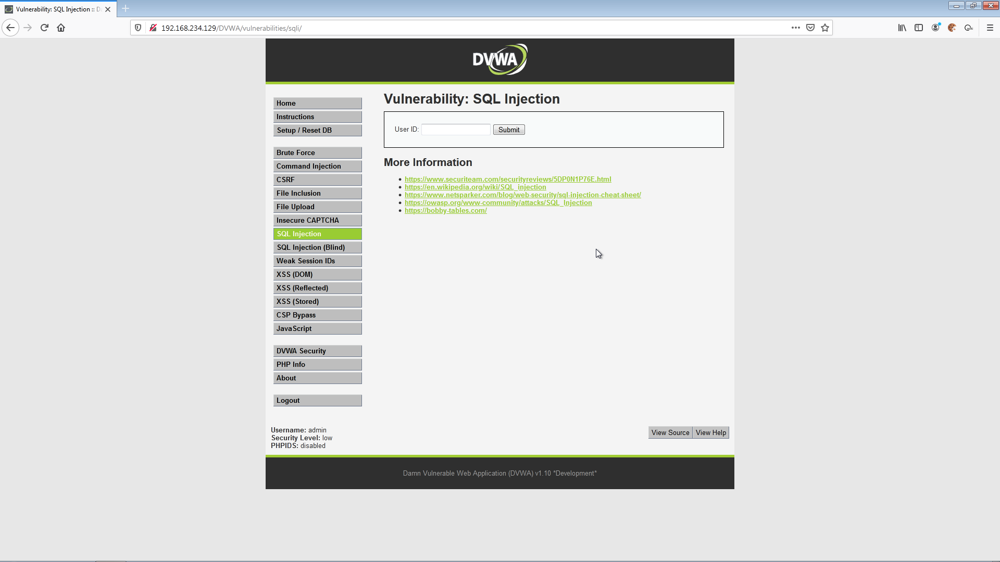 Vulnerability: SQL Injection :: D
192.168.234.129/DVWA/vulnerabilities/sqli/
DVWA
Home
Instructions
Setup / Reset DB
Brute Force
Command Injection
CSRF
File Inclusion
File Upload
Insecure CAPTCHA
SQL Injection
SQL Injection (Blind)
Weak Session IDs
XSS (DOM)
XSS (Reflected)
XSS (Stored)
CSP Bypass
JavaScript
DVWA Security
PHP Info
About
Logout
Vulnerability: SQL Injection
User ID: Submit
More Information
https://www.securiteam.com/securityreviews/5DP0N1P76E.html
https://en.wikipedia.org/wiki/SQL_injection
https://www.netsparker.com/blog/web-security/sql-injection-cheat-sheet/
https://owasp.org/www-community/attacks/SQL_Injection
https://bobby-tables.com/
Username: admin
Security Level: low
PHPIDS: disabled
View Source View Help
Damn Vulnerable Web Application (DVWA) v1.10 *Development*